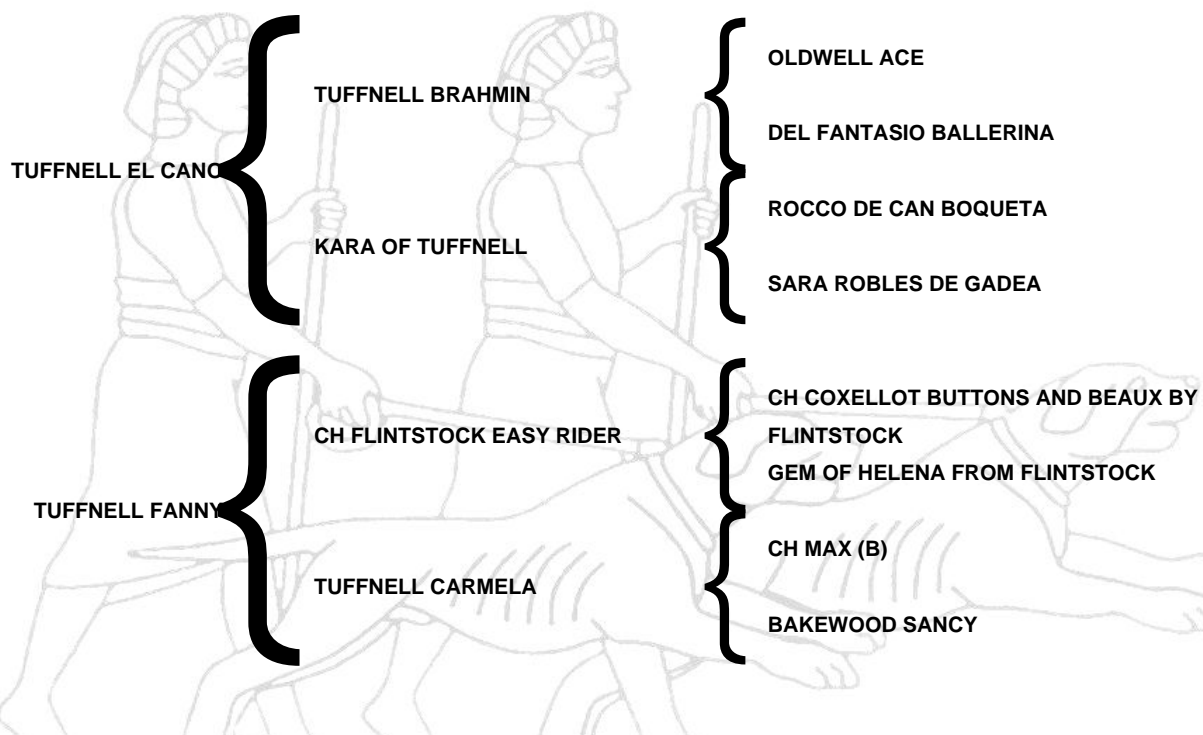 OLDWELL ACE
TUFFNELL BRAHMIN
DEL FANTASIO BALLERINA
TUFFNELL EL CANO
ROCCO DE CAN BOQUETA
KARA OF TUFFNELL
SARA ROBLES DE GADEA
CH COXELLOT BUTTONS AND BEAUX BY
FLINTSTOCK
CH FLINTSTOCK EASY RIDER
GEM OF HELENA FROM FLINTSTOCK
TUFFNELL FANNY
CH MAX (B)
TUFFNELL CARMELA
BAKEWOOD SANCY